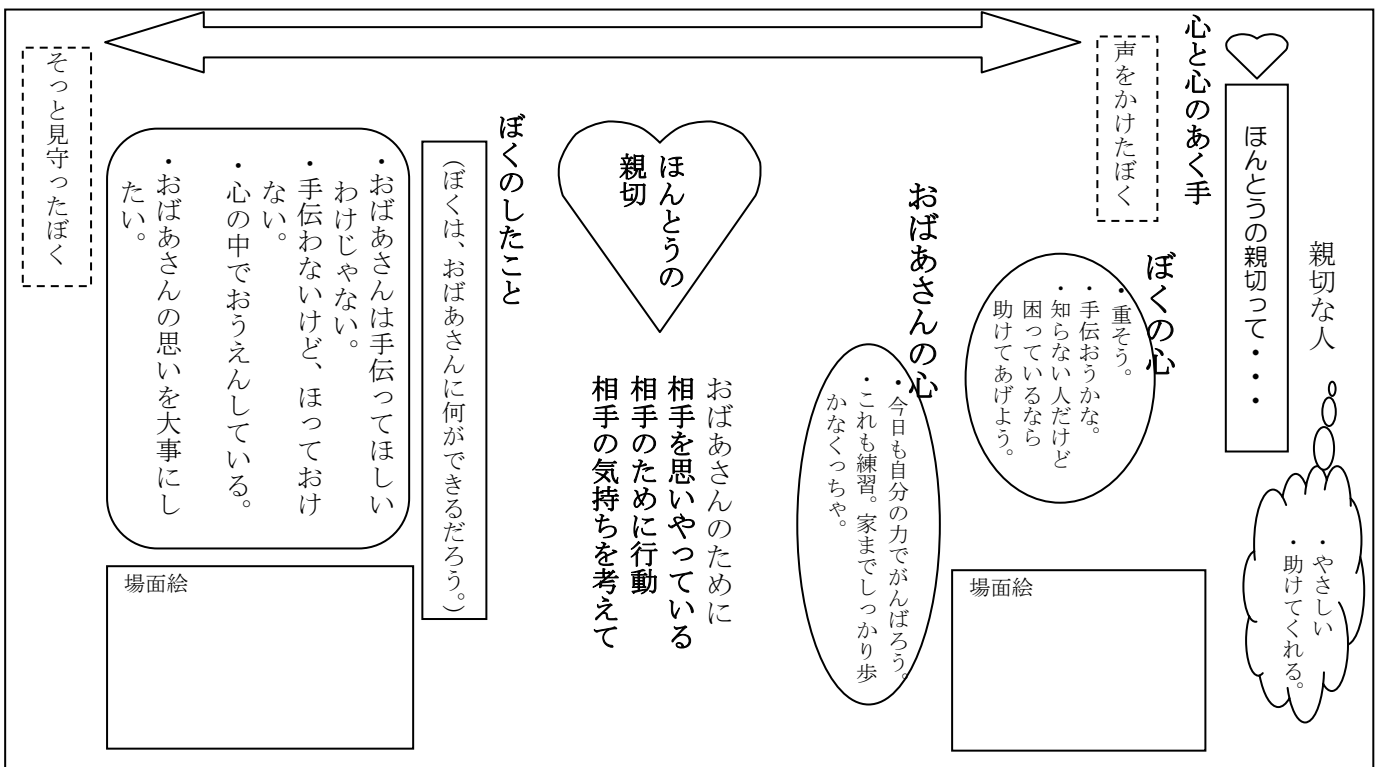 親切な人
・やさしい
・助けてくれる。
ほんとうの親切って・・・
心と心のあく手
声をかけたぼく
ぼくの心
・重そう。
・手伝おうかな。
・知らない人だけど
困っているなら
助けてあげよう。
場面絵
おばあさんの心
・今日も自分の力でがんばろう。
・これも練習。家までしっかり歩
かなくっちゃ。
おばあさんのために
相手を思いやっている
相手のために行動
相手の気持ちを考えて
ほんとうの
親切
ぼくのしたこと
(ぼくは、おばあさんに何ができるだろう。)
・おばあさんは手伝ってほしい
わけじゃない。
・手伝わないけど、ほっておけ
ない。
・心の中でおうえんしている。
・おばあさんの思いを大事にし
たい。
場面絵
そっと見守ったぼく